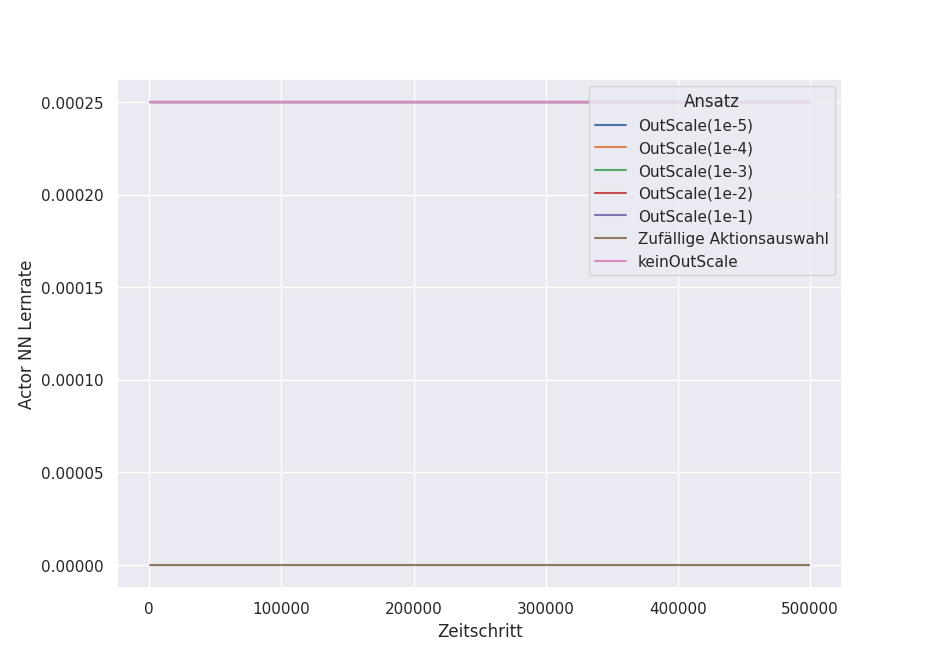 Ansatz
OutScale(1e-5)
OutScale(1e-4)
OutScale(1e-3)
OutScale(1e-2)
OutScale(1e-1)
Zufällige Aktionsauswahl
keinOutScale
Actor NN Lernrate
0.00025
0.00020
0.00015
0.00010
0.00005
0.00000
0 100000 200000 300000 400000 500000
Zeitschritt